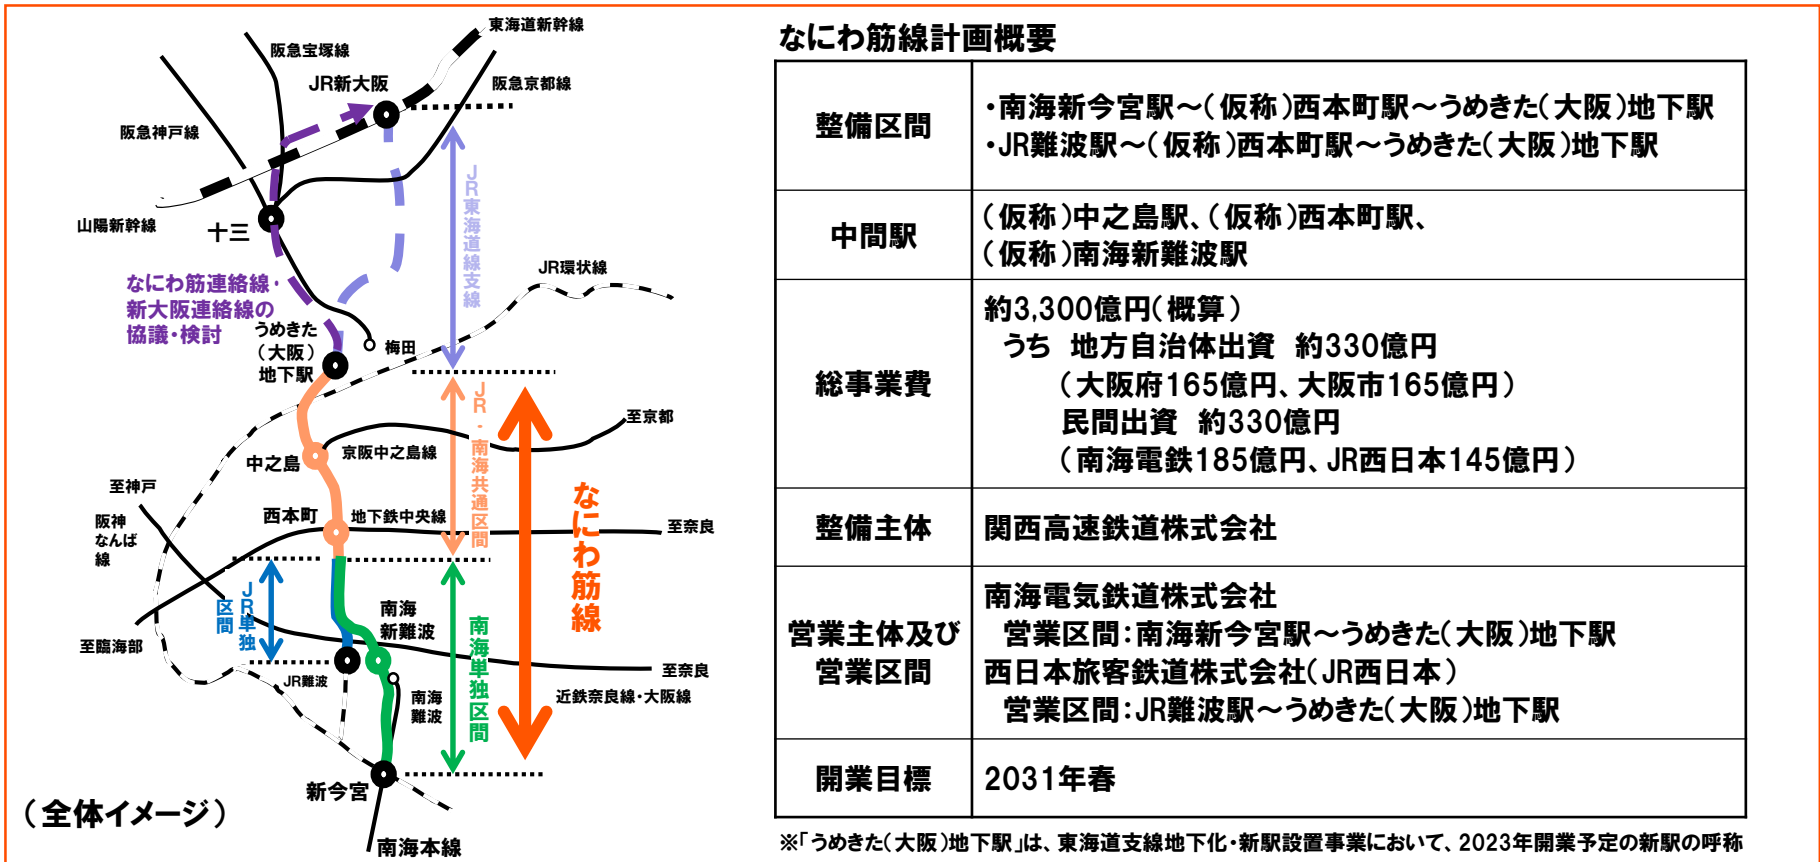 東海道新幹線
阪急宝塚線
JR新大阪
阪急京都線
阪急神戸線
山陽新幹線
十三
JR東海道線支線
JR環状線
なにわ筋連絡線・
新大阪連絡線の
協議・検討
うめきた
（大阪）
地下駅
梅田
JR・南海共通区間
至京都
中之島
京阪中之島線
至神戸
西本町
地下鉄中央線
至奈良
阪神
なんば
線
なにわ筋線
JR単独
区間
南海
新難波
至臨海部
南海単独区間
至奈良
JR難波
南海
難波
近鉄奈良線・大阪線
新今宮
（全体イメージ）
南海本線
なにわ筋線計画概要
整備区間
・南海新今宮駅～（仮称）西本町駅～うめきた（大阪）地下駅
・JR難波駅～（仮称）西本町駅～うめきた（大阪）地下駅
中間駅
（仮称）中之島駅、（仮称）西本町駅、
（仮称）南海新難波駅
総事業費
約3,300億円（概算）
うち　地方自治体出資　約330億円
（大阪府165億円、大阪市165億円）
民間出資　約330億円
（南海電鉄185億円、JR西日本145億円）
整備主体
関西高速鉄道株式会社
営業主体及び
営業区間
南海電気鉄道株式会社
営業区間：南海新今宮駅～うめきた（大阪）地下駅
西日本旅客鉄道株式会社（JR西日本）
営業区間：JR難波駅～うめきた（大阪）地下駅
開業目標
2031年春
※「うめきた（大阪）地下駅」は、東海道支線地下化・新駅設置事業において、2023年開業予定の新駅の呼称